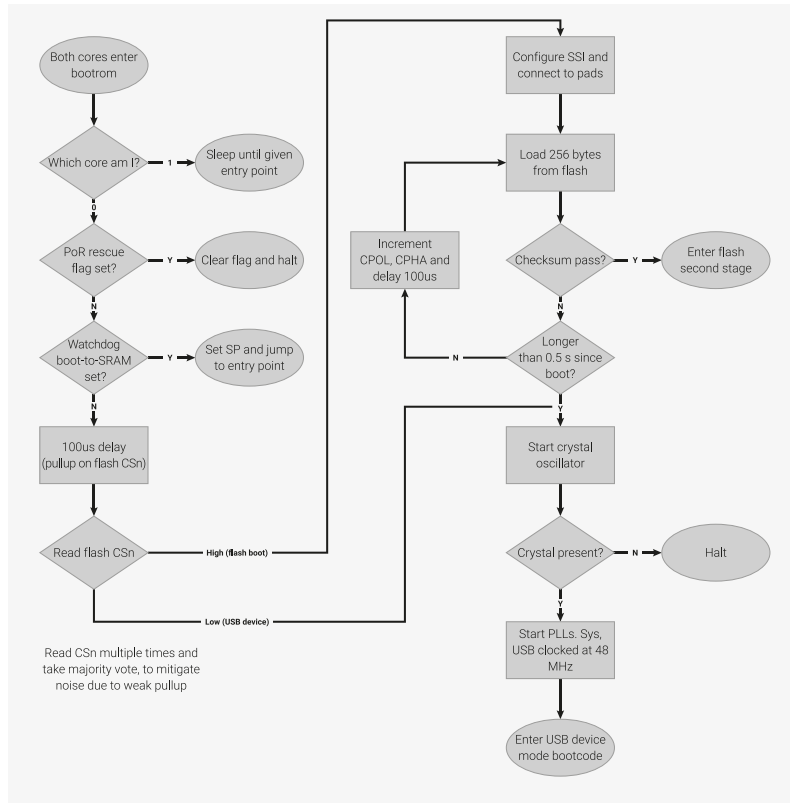 Both cores enter
bootrom
Which core am I?
1
Sleep until given
entry point
0
PoR rescue
flag set?
Y
Clear flag and halt
N
Watchdog
boot-to-SRAM
set?
Y
Set SP and jump
to entry point
N
100us delay
(pullup on flash CSn)
Read flash CSn
High (flash boot)
Low (USB device)
Read CSn multiple times and
take majority vote, to mitigate
noise due to weak pullup
Configure SSI and
connect to pads
Load 256 bytes
from flash
Increment
CPOL, CPHA and
delay 100us
Checksum pass?
Y
Enter flash
second stage
N
Longer
than 0.5 s since
boot?
N
Y
Start crystal
oscillator
Crystal present?
N
Halt
Y
Start PLLs. Sys,
USB clocked at 48
MHz
Enter USB device
mode bootcode